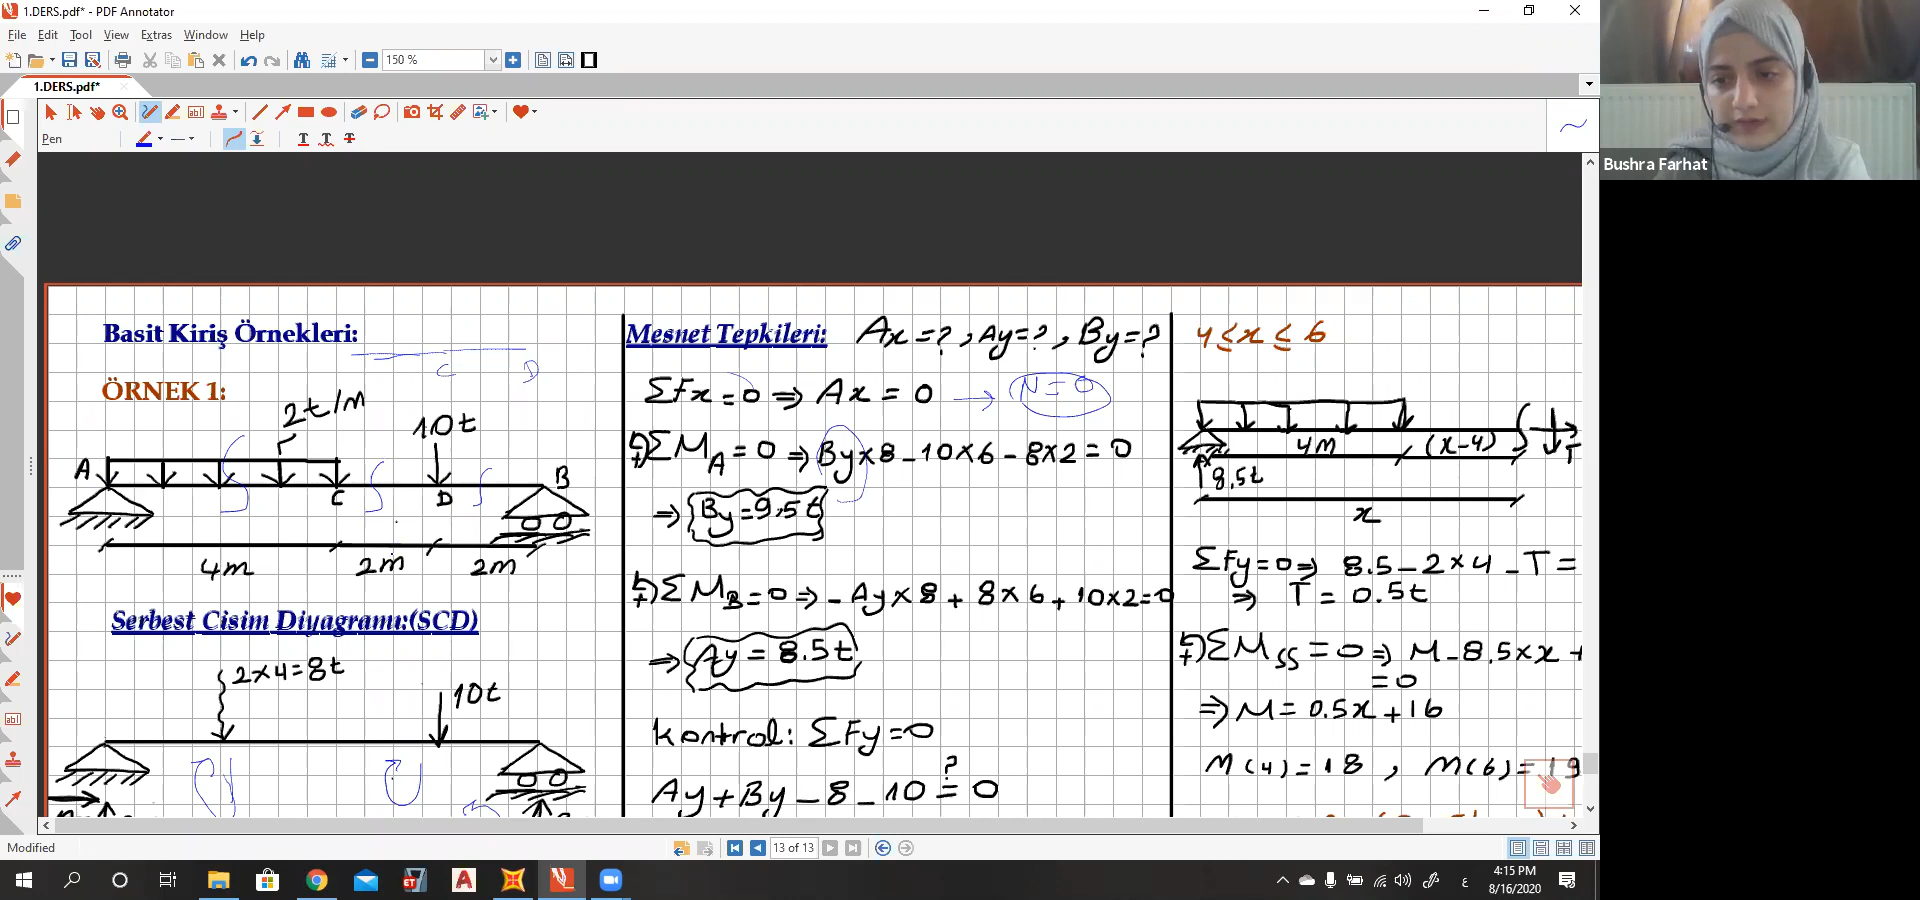 1.DERS.pdf* - PDF Annotator
File Edit Tool View Extras Window Help
150 %
1.DERS.pdf*
Pen
Bushra Farhat
Basit Kiriş Örnekleri:
C D
ÖRNEK 1:
2t/m
10t
A
C
D
B
4m
2m
2m
Serbest Cisim Diyagramı:(SCD)
2×4=8t
10t
Mesnet Tepkileri: Ax=?, Ay=?, By=?
ΣFx=0 ⇒ Ax = 0 → N=0
+ΣM_A = 0 ⇒ By×8-10×6-8×2=0
⇒ By=9,5t
+ΣM_B=0 ⇒ -Ay×8+8×6+10×2=0
⇒ Ay = 8.5t
kontrol: ΣFy=0
Ay+By-8-10 ?= 0
4 ≤ x ≤ 6
4m (x-4)
T
8,5t
x
ΣFy=0 ⇒ 8.5-2×4-T=
⇒ T = 0.5t
+ΣM_SS=0 ⇒ M-8.5×x+
=0
⇒ M = 0.5x+16
M(4)=18, M(6)=19
Modified
13 of 13
4:15 PM
8/16/2020